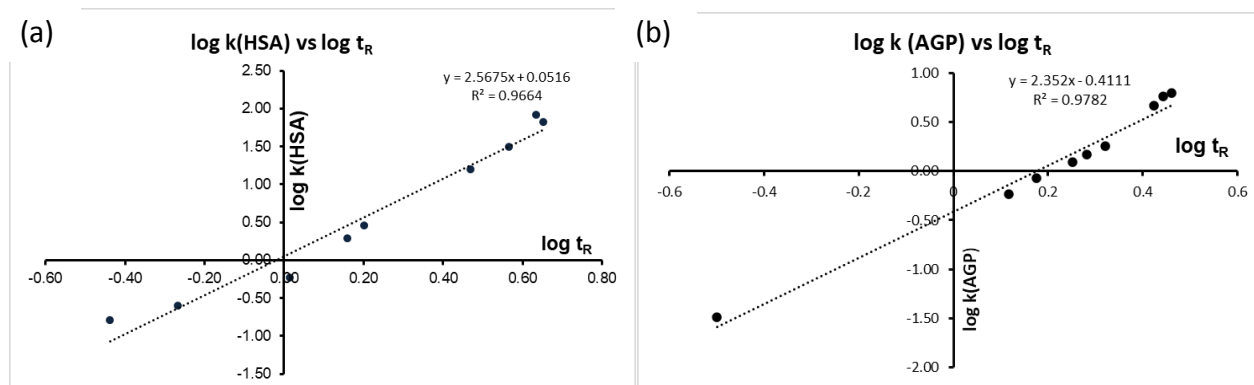 (a)
log k(HSA) vs log tR
2.50
y = 2.5675x + 0.0516
R² = 0.9664
2.00
1.50
log k(HSA)
1.00
0.50
log tR
0.00
-0.60 -0.40 -0.20 0.00 0.20 0.40 0.60 0.80
-0.50
-1.00
-1.50
(b)
log k (AGP) vs log tR
1.00
y = 2.352x - 0.4111
R² = 0.9782
0.50
log tR
0.00
-0.6 -0.4 -0.2 0 0.2 0.4 0.6
-0.50
-1.00
log k(AGP)
-1.50
-2.00